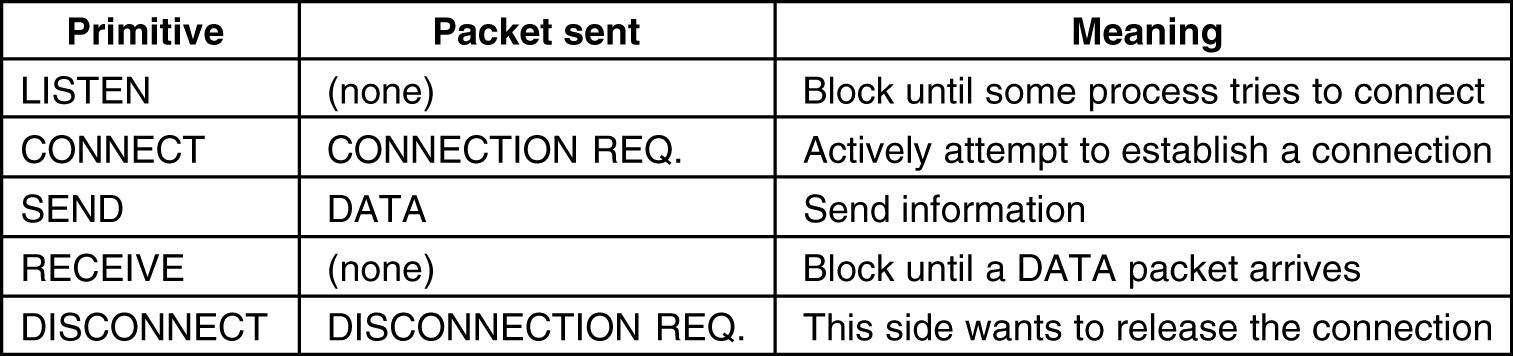 Primitive Packet sent Meaning
LISTEN (none) Block until some process tries to connect
CONNECT CONNECTION REQ. Actively attempt to establish a connection
SEND DATA Send information
RECEIVE (none) Block until a DATA packet arrives
DISCONNECT DISCONNECTION REQ. This side wants to release the connection